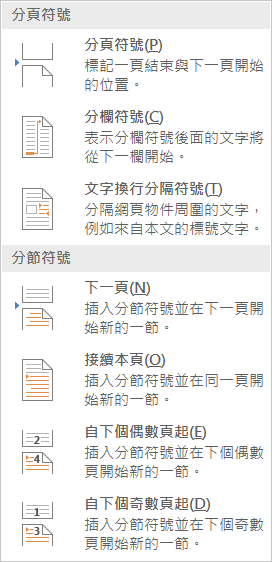 分頁符號
分頁符號(P)
標記一頁結束與下一頁開始
的位置。
分欄符號(C)
表示分欄符號後面的文字將
從下一欄開始。
文字換行分隔符號(T)
分隔網頁物件周圍的文字，
例如來自本文的標號文字。
分節符號
下一頁(N)
插入分節符號並在下一頁開
始新的一節。
接續本頁(O)
插入分節符號並在同一頁開
始新的一節。
2
4
自下個偶數頁起(E)
插入分節符號並在下個偶數
頁開始新的一節。
1
3
自下個奇數頁起(D)
插入分節符號並在下個奇數
頁開始新的一節。